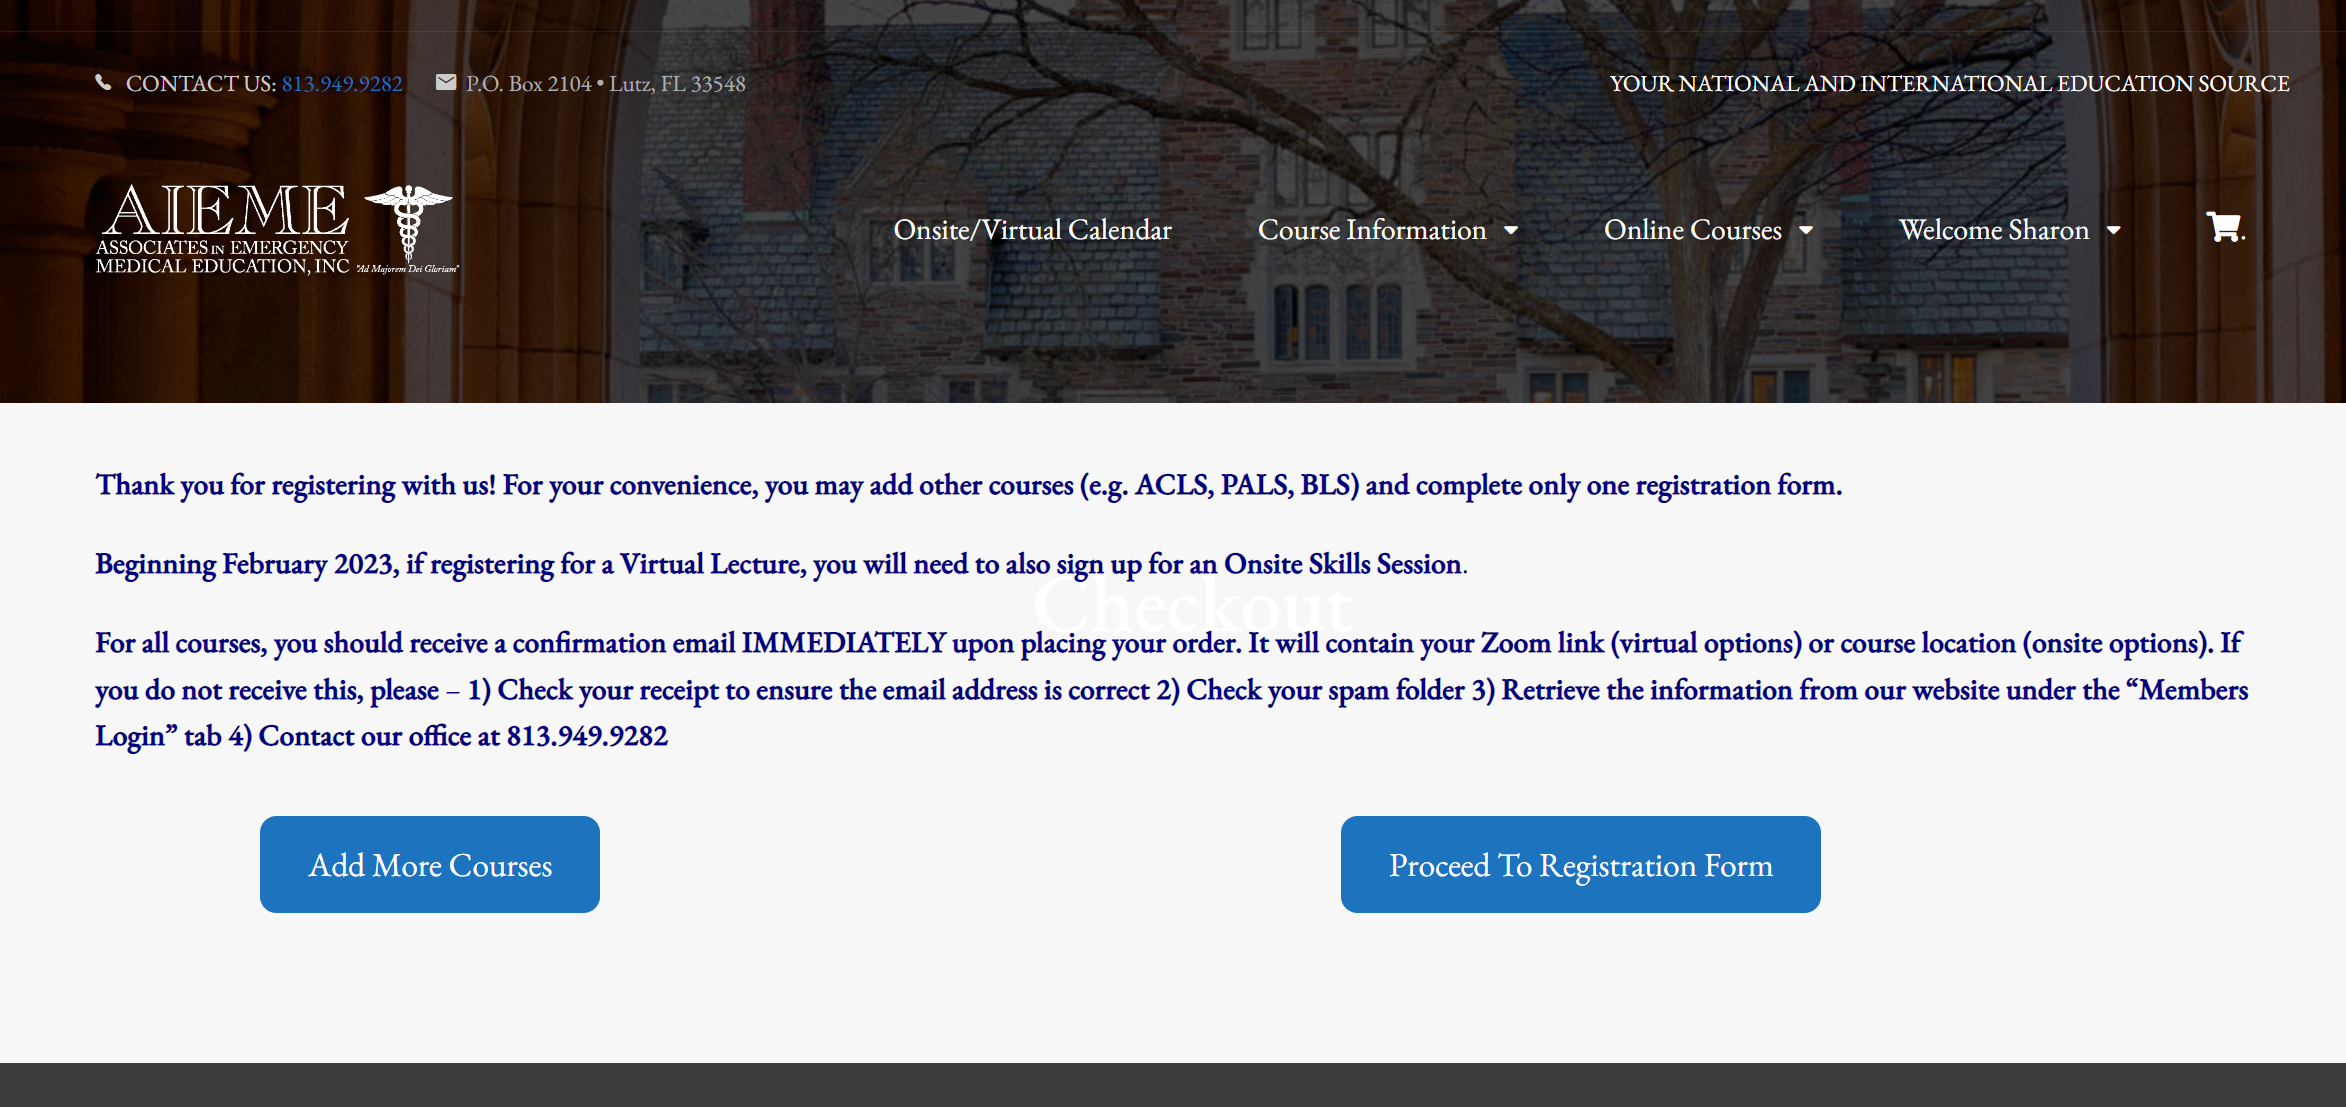 CONTACT US: 813.949.9282
P.O. Box 2104 • Lutz, FL 33548
YOUR NATIONAL AND INTERNATIONAL EDUCATION SOURCE
AIEME
ASSOCIATES IN EMERGENCY
MEDICAL EDUCATION, INC
"Ad Majorem Dei Gloriam"
Onsite/Virtual Calendar
Course Information
Online Courses
Welcome Sharon
.
Thank you for registering with us! For your convenience, you may add other courses (e.g. ACLS, PALS, BLS) and complete only one registration form.
Beginning February 2023, if registering for a Virtual Lecture, you will need to also sign up for an Onsite Skills Session.
Checkout
For all courses, you should receive a confirmation email IMMEDIATELY upon placing your order. It will contain your Zoom link (virtual options) or course location (onsite options). If
you do not receive this, please – 1) Check your receipt to ensure the email address is correct 2) Check your spam folder 3) Retrieve the information from our website under the “Members
Login” tab 4) Contact our office at 813.949.9282
Add More Courses
Proceed To Registration Form